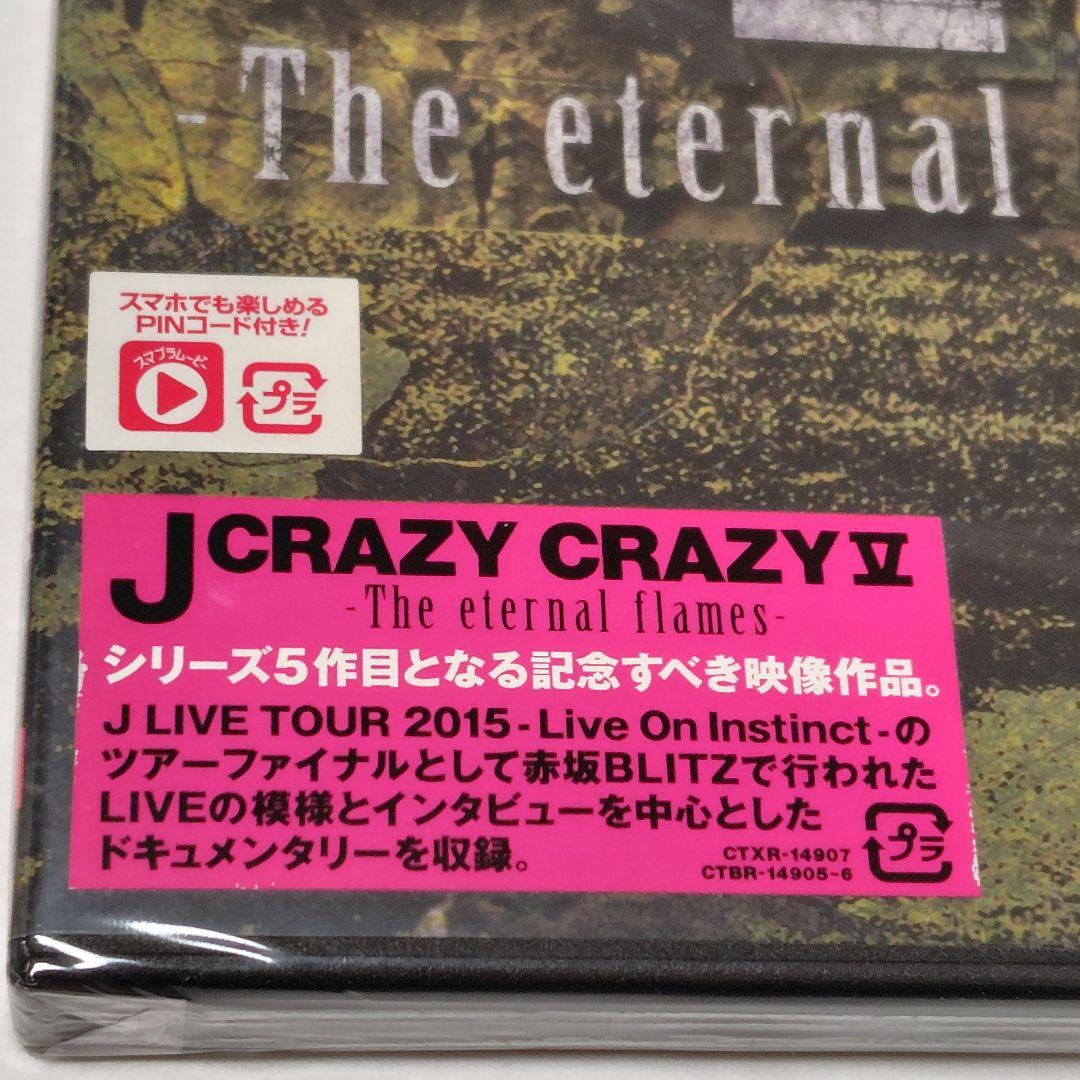 -The eternal
スマホでも楽しめる
PINコード付き!
スマプラムービー
プラ
J CRAZY CRAZY V
-The eternal flames-
シリーズ5作目となる記念すべき映像作品。
J LIVE TOUR 2015 -Live On Instinct-の
ツアーファイナルとして赤坂BLITZで行われた
LIVEの模様とインタビューを中心とした
ドキュメンタリーを収録。
CTXR-14907
CTBR-14905~6
プラ